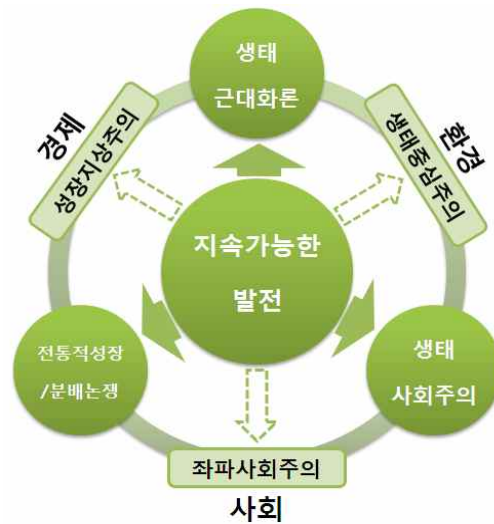 생태
근대화론
경제
성장지상주의
환경
생태중심주의
지속가능한
발전
전통적성장
/분배논쟁
생태
사회주의
좌파사회주의
사회